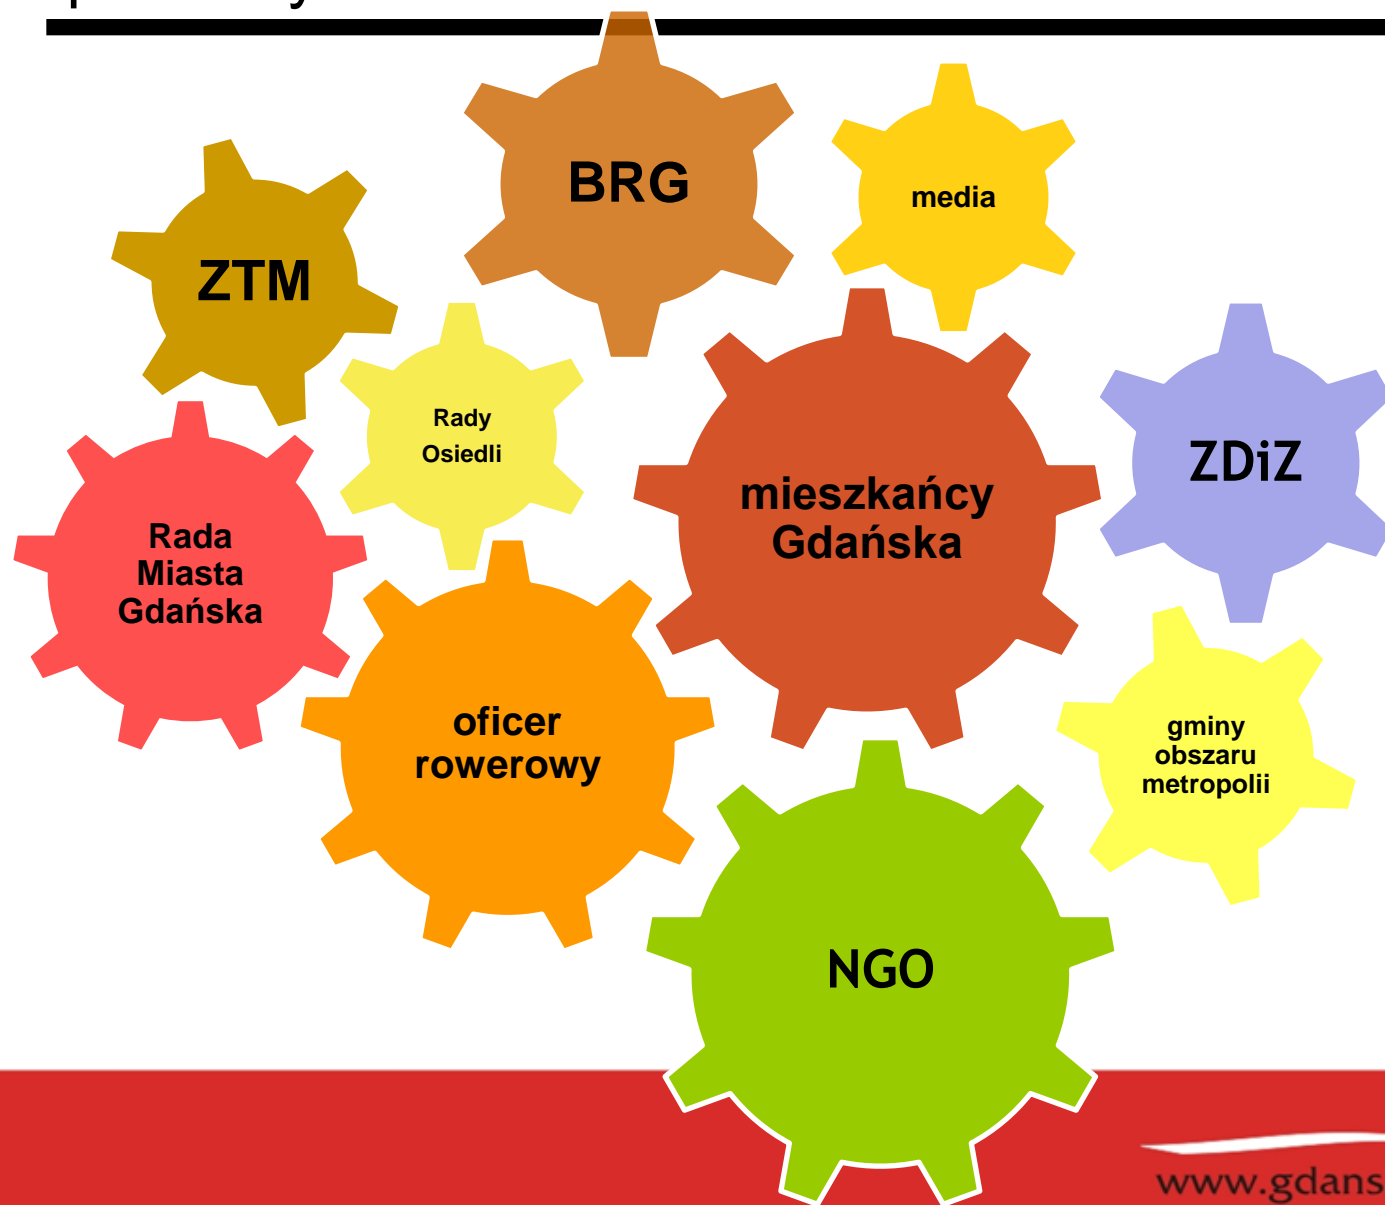 BRG
media
ZTM
Rady
Osiedli
ZDiZ
mieszkańcy
Gdańska
Rada
Miasta
Gdańska
oficer
rowerowy
gminy
obszaru
metropolii
NGO
www.gdans